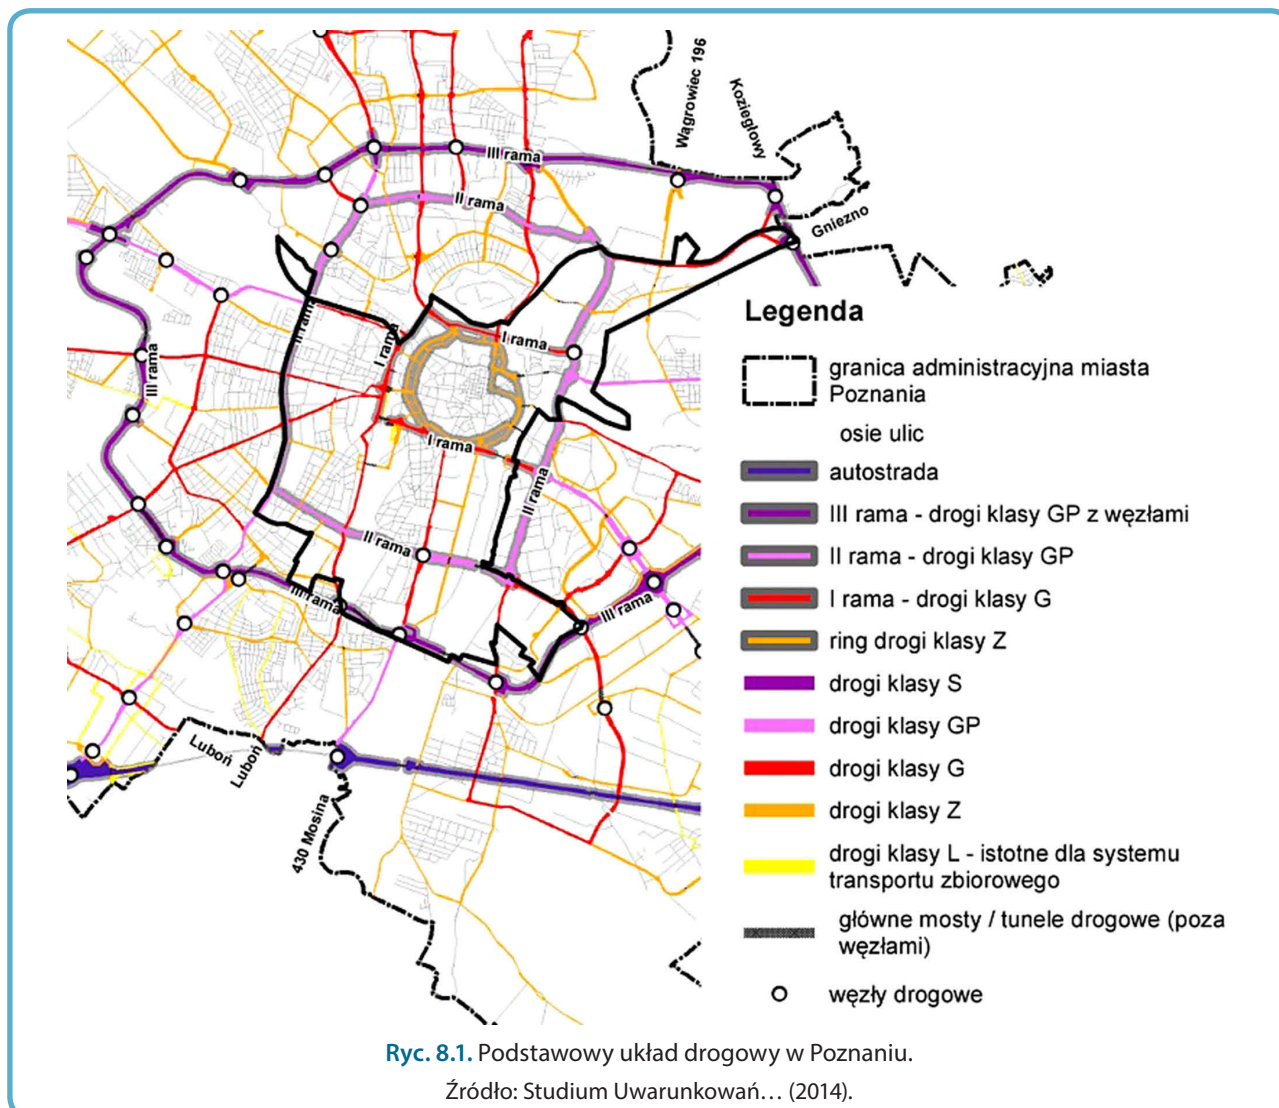 Wągrowiec 196
Koziegłowy
III rama
II rama
Gniezno
II rama
I rama
I rama
III rama
I rama
II rama
II rama
III rama
III rama
Luboń
Luboń
430 Mosina
Legenda
granica administracyjna miasta
Poznania
osie ulic
autostrada
III rama - drogi klasy GP z węzłami
II rama - drogi klasy GP
I rama - drogi klasy G
ring drogi klasy Z
drogi klasy S
drogi klasy GP
drogi klasy G
drogi klasy Z
drogi klasy L - istotne dla systemu
transportu zbiorowego
główne mosty / tunele drogowe (poza
węzłami)
węzły drogowe
Ryc. 8.1. Podstawowy układ drogowy w Poznaniu.
Źródło: Studium Uwarunkowań… (2014).